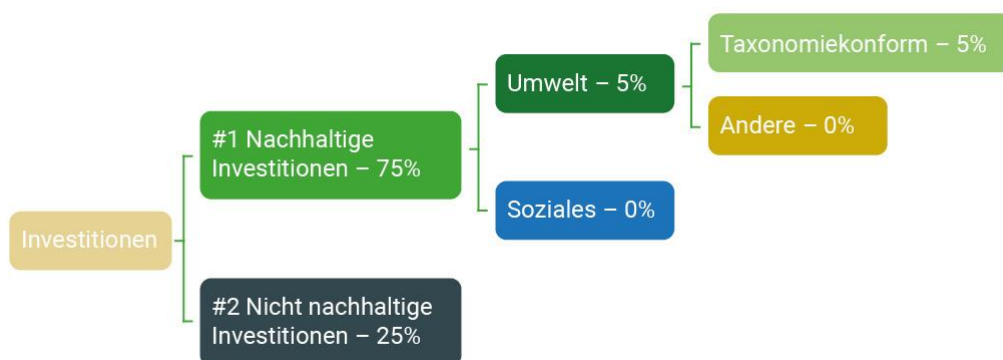 Investitionen
#1 Nachhaltige
Investitionen – 75%
#2 Nicht nachhaltige
Investitionen – 25%
Umwelt – 5%
Soziales – 0%
Taxonomiekonform – 5%
Andere – 0%